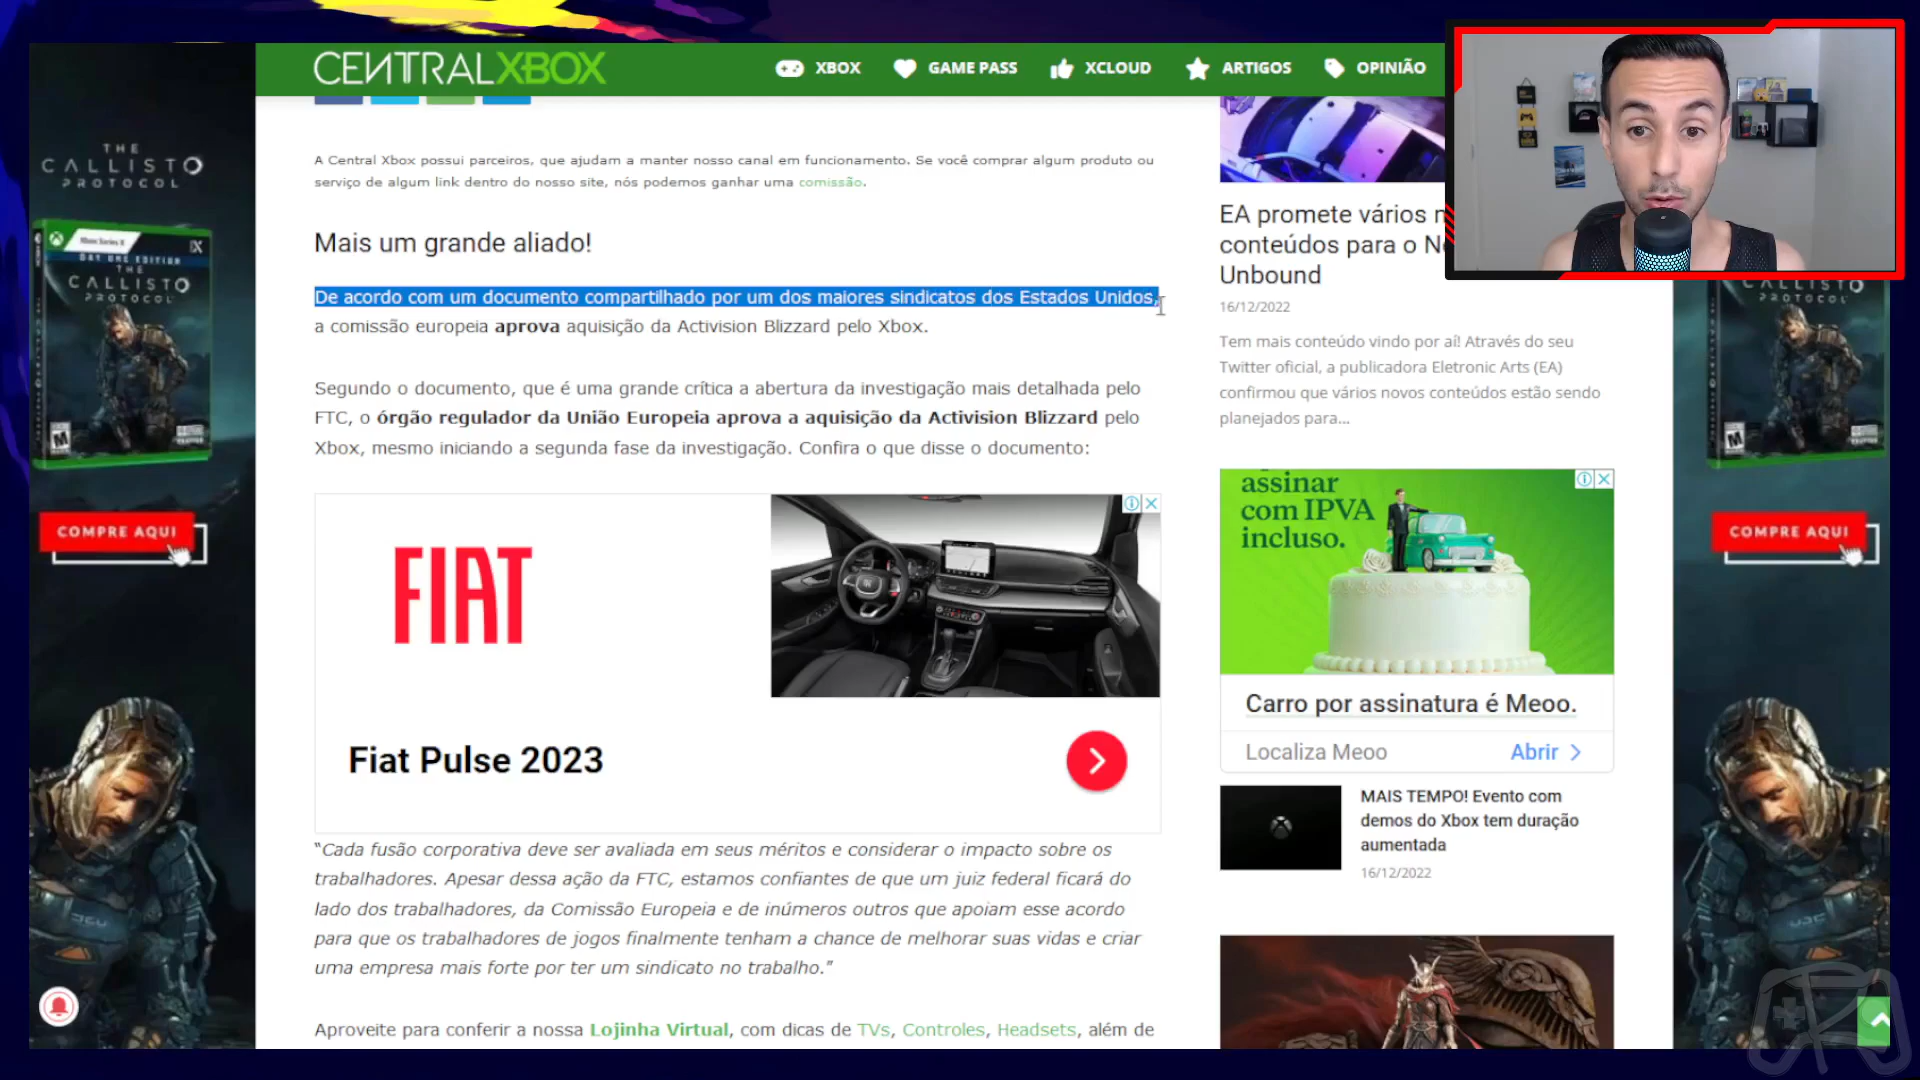 CENTRALXBOX
XBOX
GAME PASS
XCLOUD
ARTIGOS
OPINIÃO
A Central Xbox possui parceiros, que ajudam a manter nosso canal em funcionamento. Se você comprar algum produto ou
serviço de algum link dentro do nosso site, nós podemos ganhar uma comissão.
Mais um grande aliado!
De acordo com um documento compartilhado por um dos maiores sindicatos dos Estados Unidos,
a comissão europeia aprova aquisição da Activision Blizzard pelo Xbox.
Segundo o documento, que é uma grande crítica a abertura da investigação mais detalhada pelo
FTC, o órgão regulador da União Europeia aprova a aquisição da Activision Blizzard pelo
Xbox, mesmo iniciando a segunda fase da investigação. Confira o que disse o documento:
FIAT
Fiat Pulse 2023
“Cada fusão corporativa deve ser avaliada em seus méritos e considerar o impacto sobre os
trabalhadores. Apesar dessa ação da FTC, estamos confiantes de que um juiz federal ficará do
lado dos trabalhadores, da Comissão Europeia e de inúmeros outros que apoiam esse acordo
para que os trabalhadores de jogos finalmente tenham a chance de melhorar suas vidas e criar
uma empresa mais forte por ter um sindicato no trabalho.”
Aproveite para conferir a nossa Lojinha Virtual, com dicas de TVs, Controles, Headsets, além de
EA promete vários
conteúdos para o
Unbound
16/12/2022
Tem mais conteúdo vindo por aí! Através do seu
Twitter oficial, a publicadora Eletronic Arts (EA)
confirmou que vários novos conteúdos estão sendo
planejados para...
assinar
com IPVA
incluso.
Carro por assinatura é Meoo.
Localiza Meoo
Abrir
MAIS TEMPO! Evento com
demos do Xbox tem duração
aumentada
16/12/2022
THE
CALLISTO
PROTOCOL
Xbox Series X
DAY ONE EDITION
THE
CALLISTO
PROTOCOL
M
COMPRE AQUI
CALLISTO
PROTOCOL
M
COMPRE AQUI